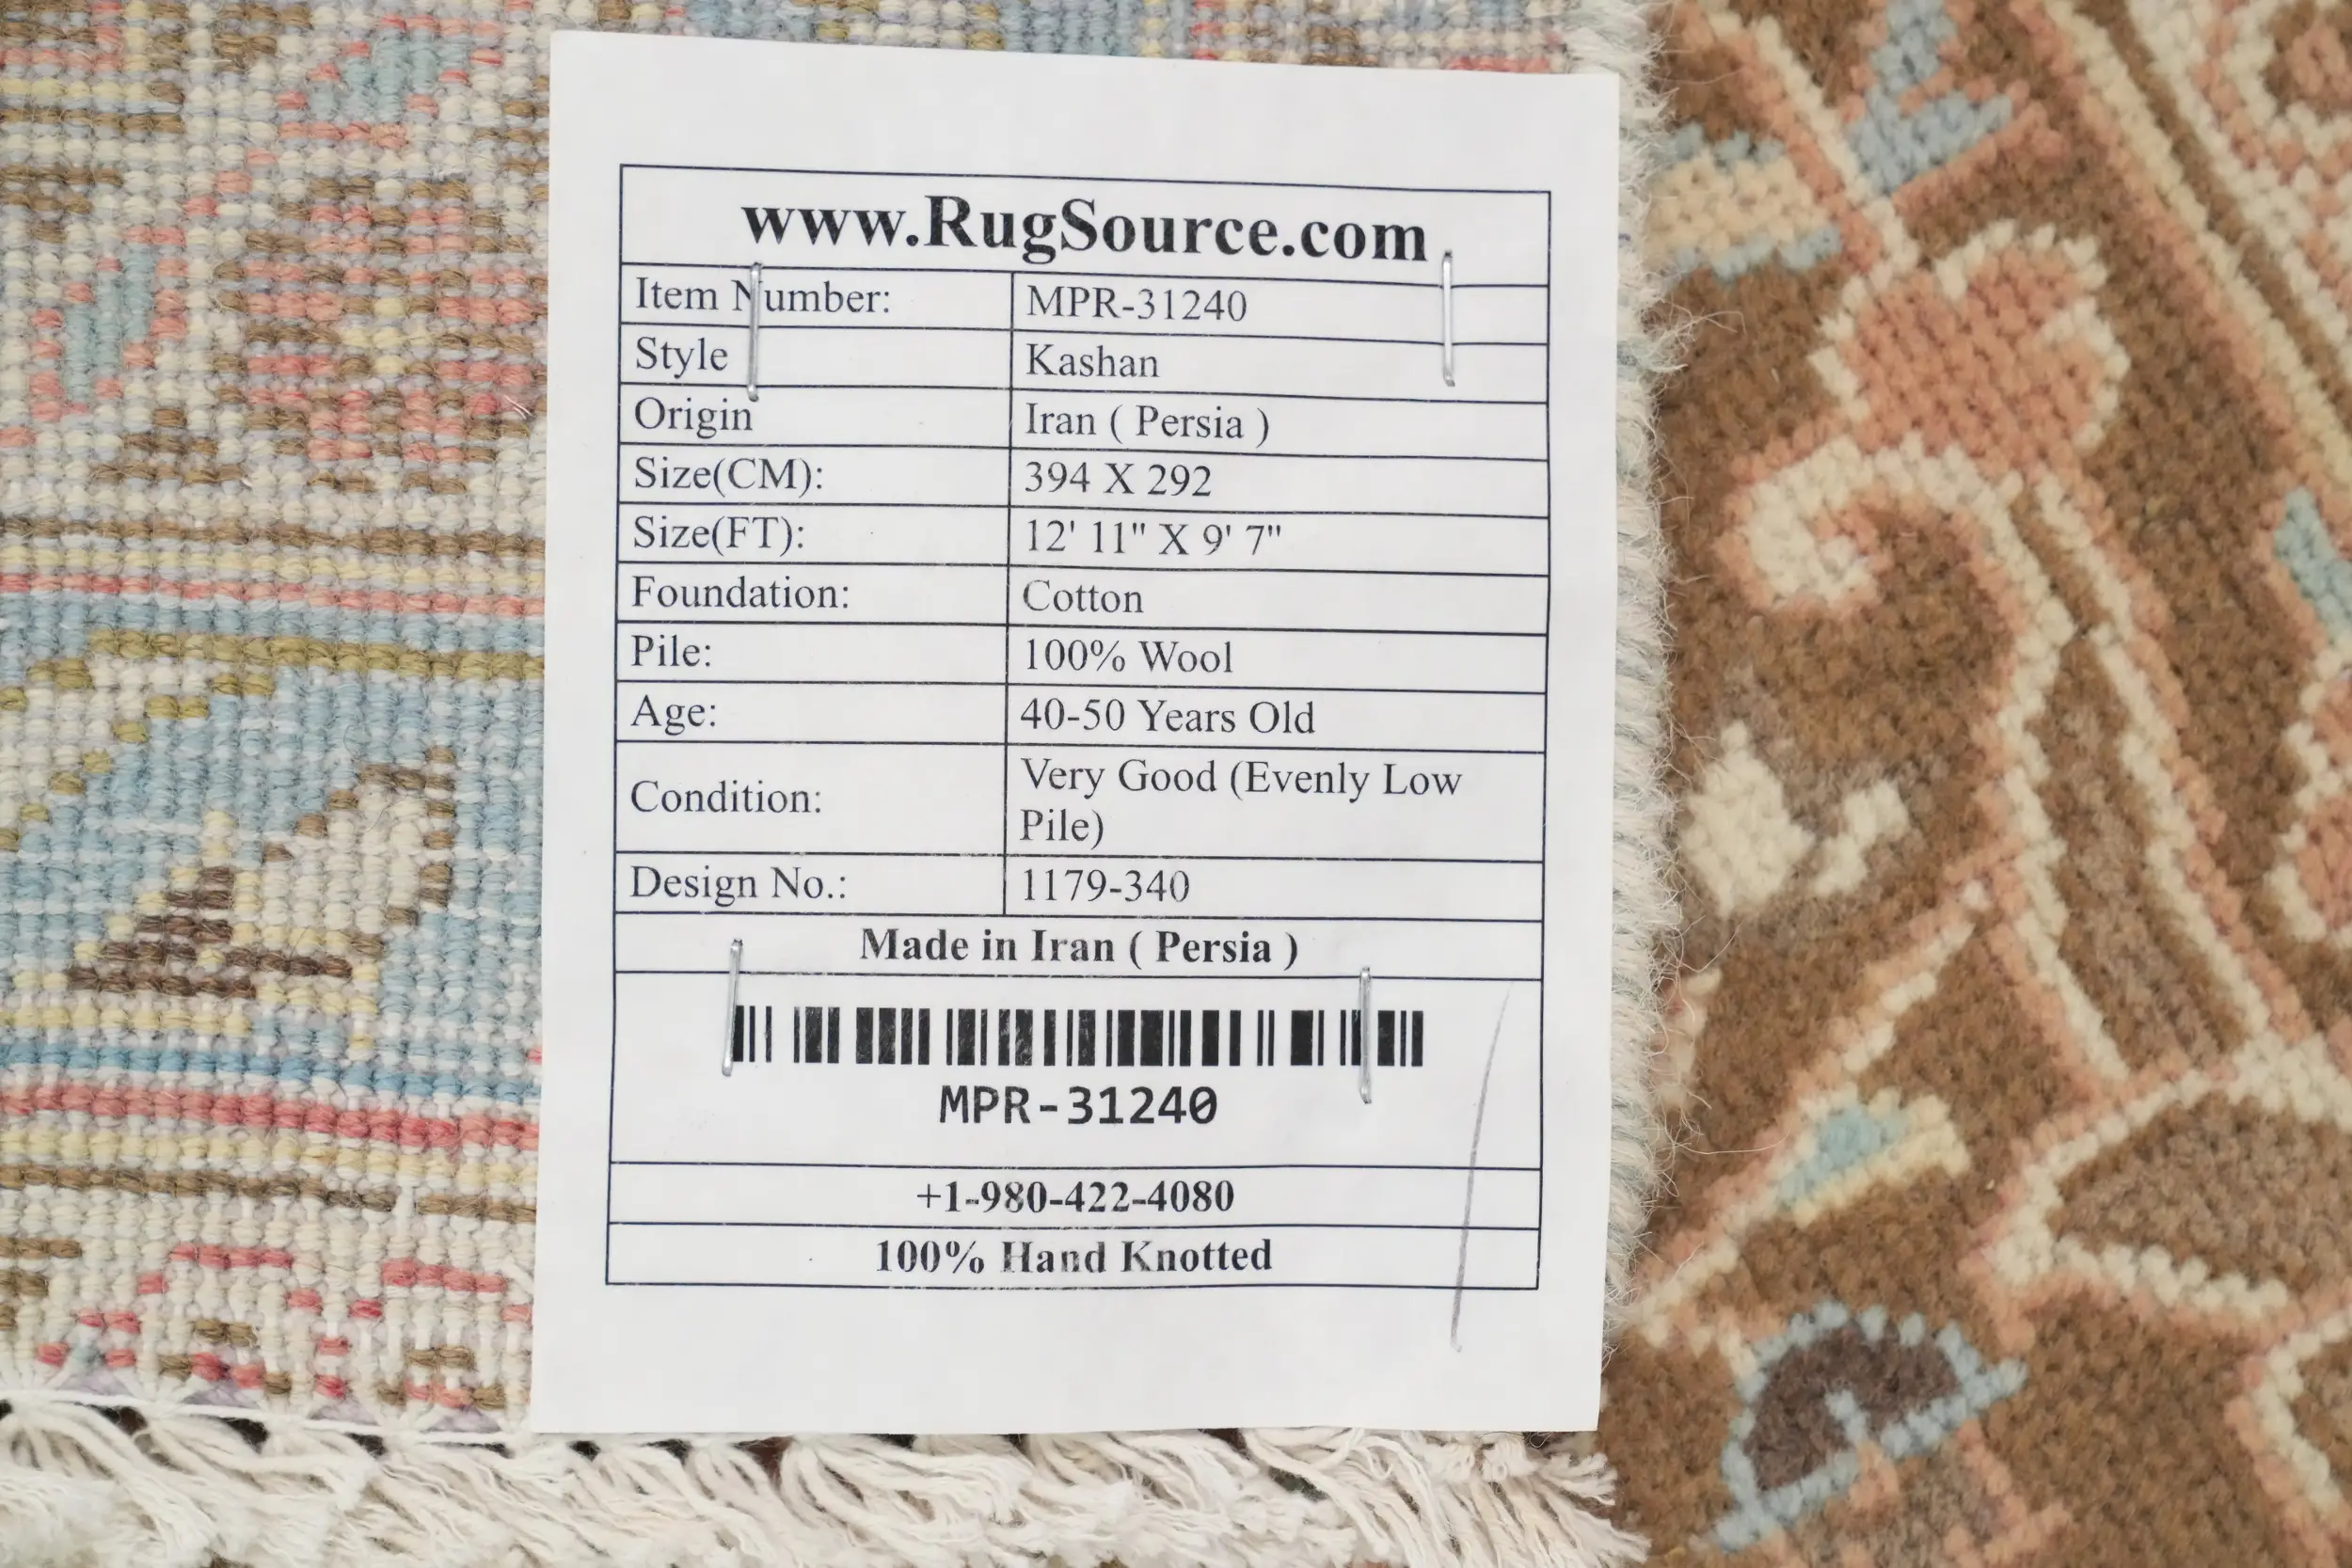 www.RugSource.com
Item Number: MPR-31240
Style Kashan
Origin Iran ( Persia )
Size(CM): 394 X 292
Size(FT): 12' 11" X 9' 7"
Foundation: Cotton
Pile: 100% Wool
Age: 40-50 Years Old
Condition: Very Good (Evenly Low
Pile)
Design No.: 1179-340
Made in Iran ( Persia )
MPR-31240
+1-980-422-4080
100% Hand Knotted